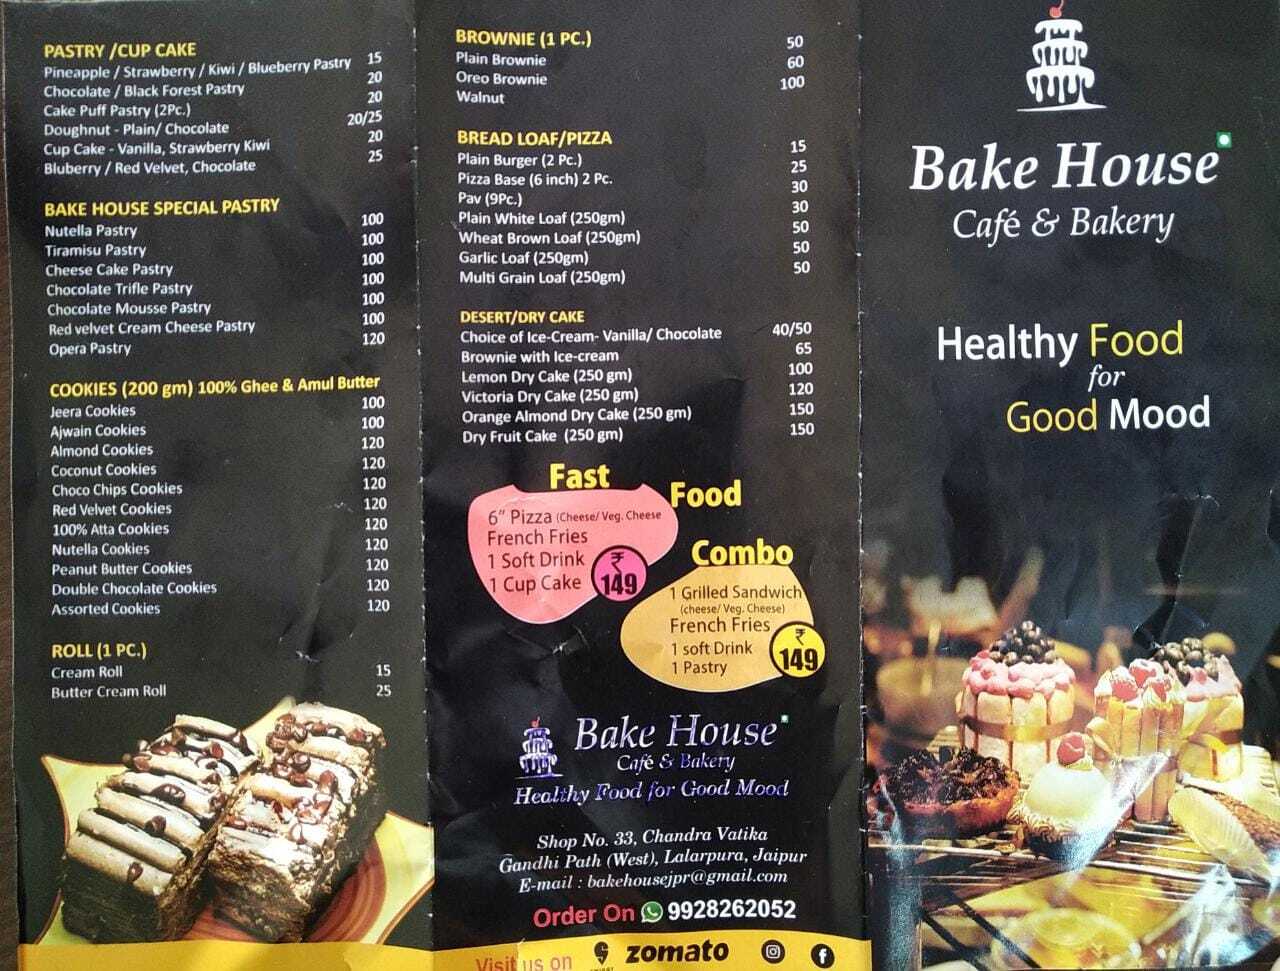 PASTRY /CUP CAKE
Pineapple / Strawberry / Kiwi / Blueberry Pastry 15
Chocolate / Black Forest Pastry 20
Cake Puff Pastry (2Pc.) 20
Doughnut - Plain/ Chocolate 20/25
Cup Cake - Vanilla, Strawberry Kiwi 20
Bluberry / Red Velvet, Chocolate 25
BAKE HOUSE SPECIAL PASTRY
Nutella Pastry 100
Tiramisu Pastry 100
Cheese Cake Pastry 100
Chocolate Trifle Pastry 100
Chocolate Mousse Pastry 100
Red velvet Cream Cheese Pastry 100
Opera Pastry 120
COOKIES (200 gm) 100% Ghee & Amul Butter
Jeera Cookies 100
Ajwain Cookies 100
Almond Cookies 120
Coconut Cookies 120
Choco Chips Cookies 120
Red Velvet Cookies 120
100% Atta Cookies 120
Nutella Cookies 120
Peanut Butter Cookies 120
Double Chocolate Cookies 120
Assorted Cookies 120
ROLL (1 PC.)
Cream Roll 15
Butter Cream Roll 25
BROWNIE (1 PC.)
Plain Brownie 50
Oreo Brownie 60
Walnut 100
BREAD LOAF/PIZZA
Plain Burger (2 Pc.) 15
Pizza Base (6 inch) 2 Pc. 25
Pav (9Pc.) 30
Plain White Loaf (250gm) 30
Wheat Brown Loaf (250gm) 50
Garlic Loaf (250gm) 50
Multi Grain Loaf (250gm) 50
DESERT/DRY CAKE
Choice of Ice-Cream- Vanilla/ Chocolate 40/50
Brownie with Ice-cream 65
Lemon Dry Cake (250 gm) 100
Victoria Dry Cake (250 gm) 120
Orange Almond Dry Cake (250 gm) 150
Dry Fruit Cake (250 gm) 150
Fast
Food
Combo
6" Pizza (Cheese/ Veg. Cheese
French Fries
1 Soft Drink
1 Cup Cake
₹
149
1 Grilled Sandwich
(cheese/ Veg. Cheese)
French Fries
1 soft Drink
1 Pastry
₹
149
Bake House
Café & Bakery
Healthy Food for Good Mood
Shop No. 33, Chandra Vatika
Gandhi Path (West), Lalarpura, Jaipur
E-mail : bakehousejpr@gmail.com
Order On 9928262052
Visit us on zomato
Bake House
Café & Bakery
Healthy Food
for
Good Mood